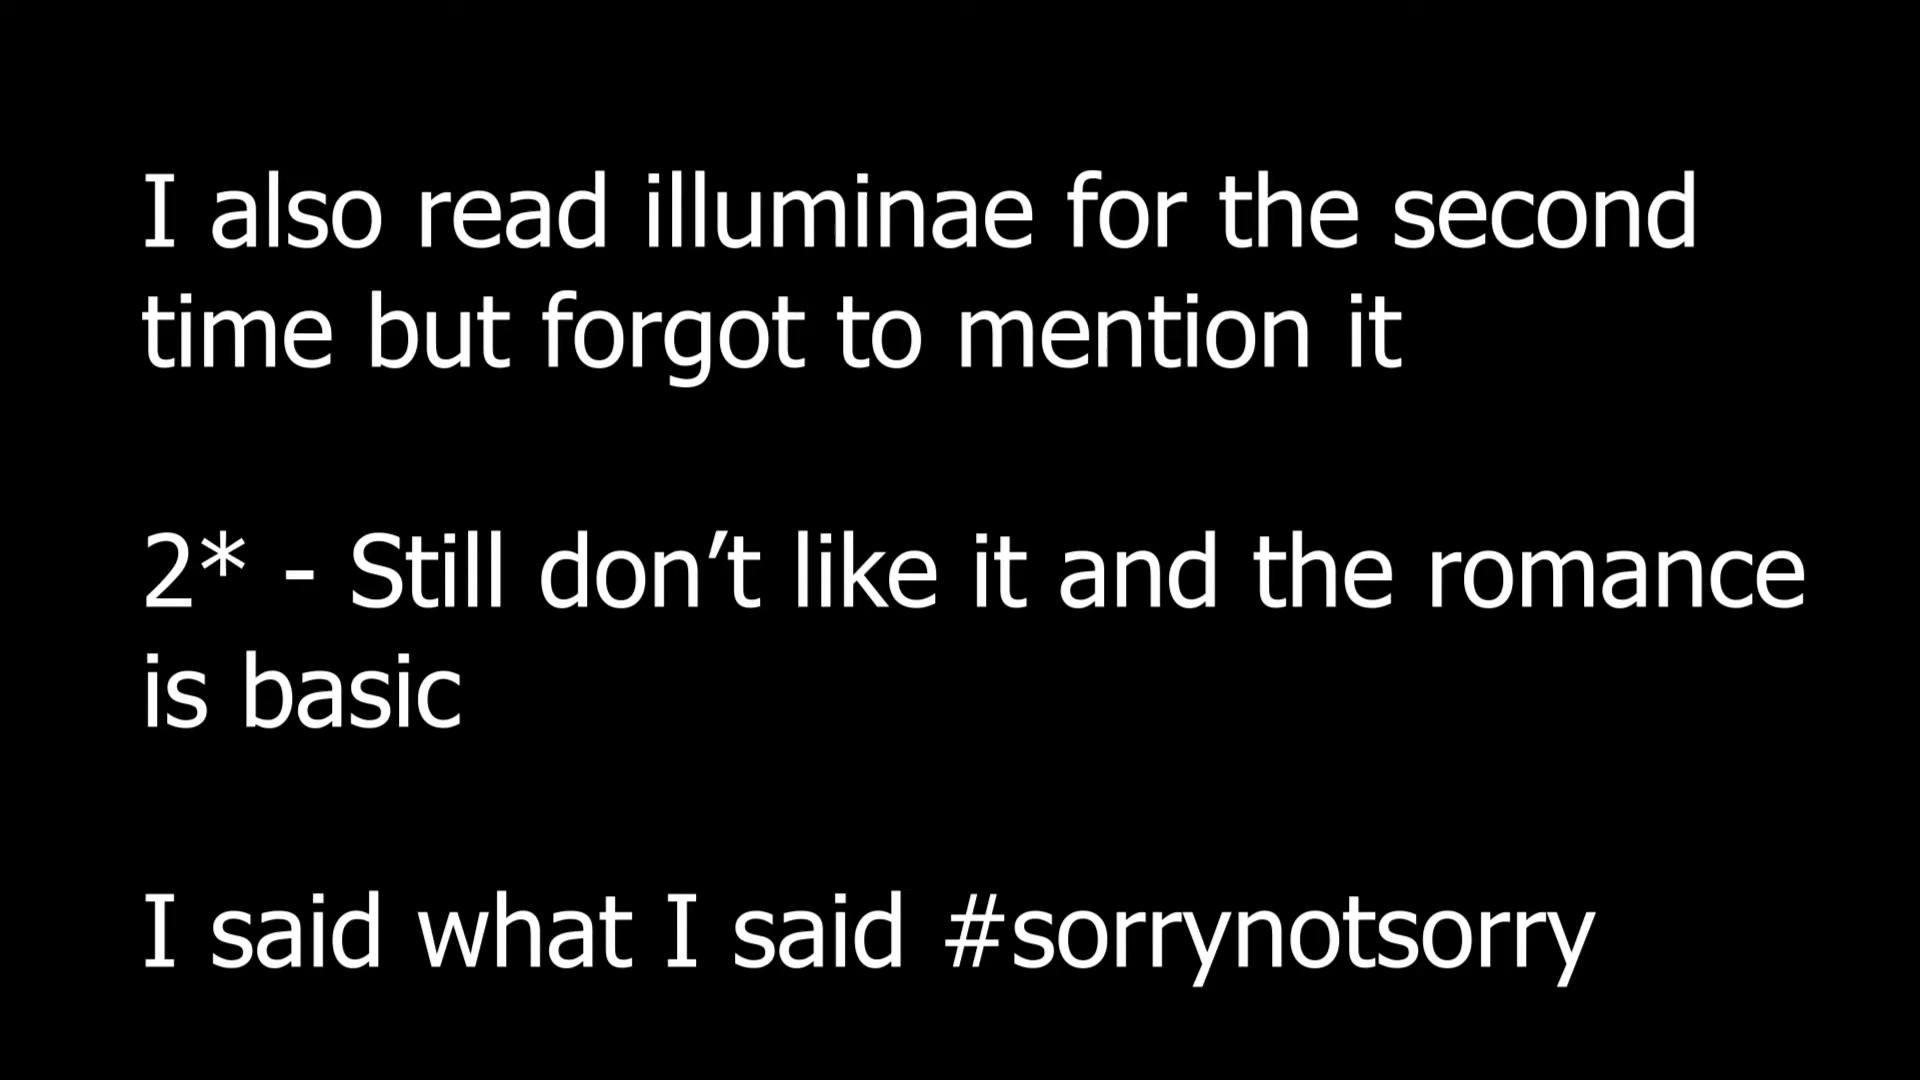 I also read illuminae for the second
time but forgot to mention it
2* - Still don’t like it and the romance
is basic
I said what I said #sorrynotsorry